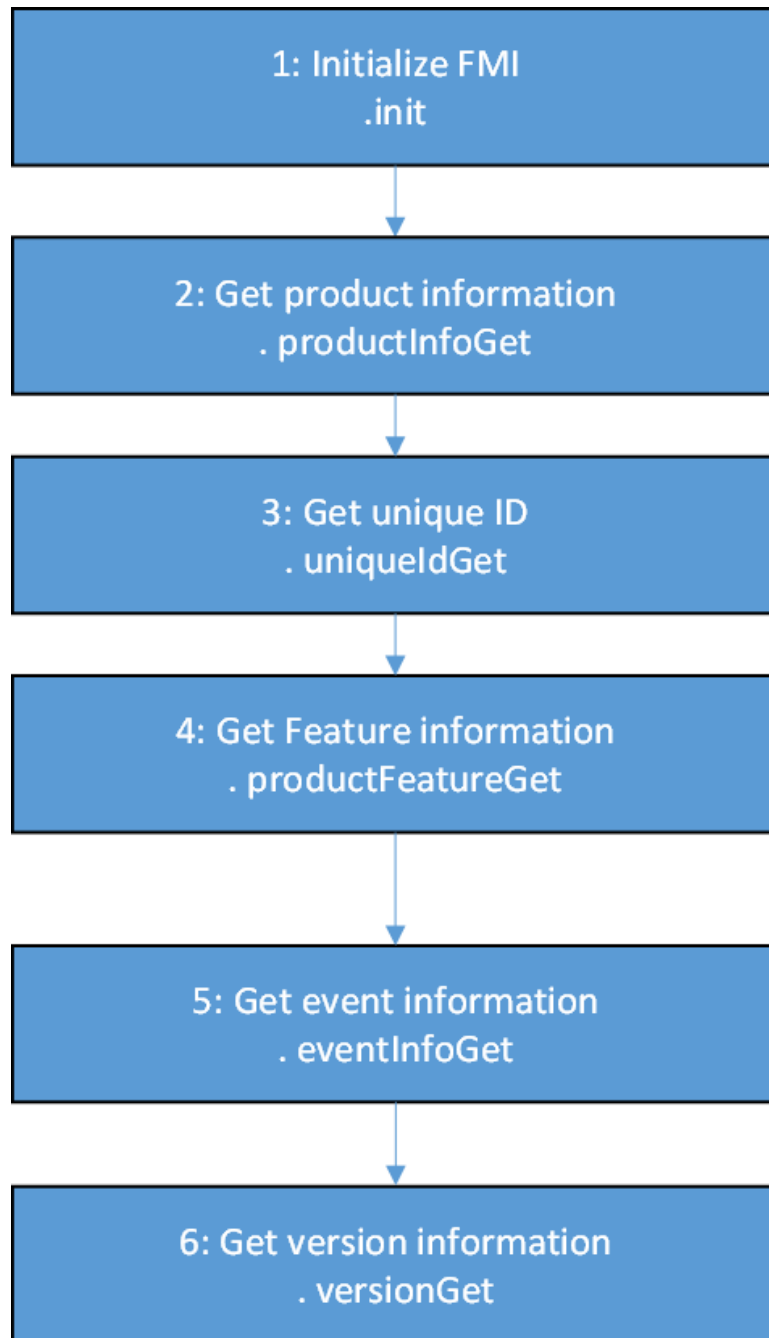 1: Initialize FMI
.init
2: Get product information
. productInfoGet
3: Get unique ID
. uniqueIdGet
4: Get Feature information
. productFeatureGet
5: Get event information
. eventInfoGet
6: Get version information
. versionGet